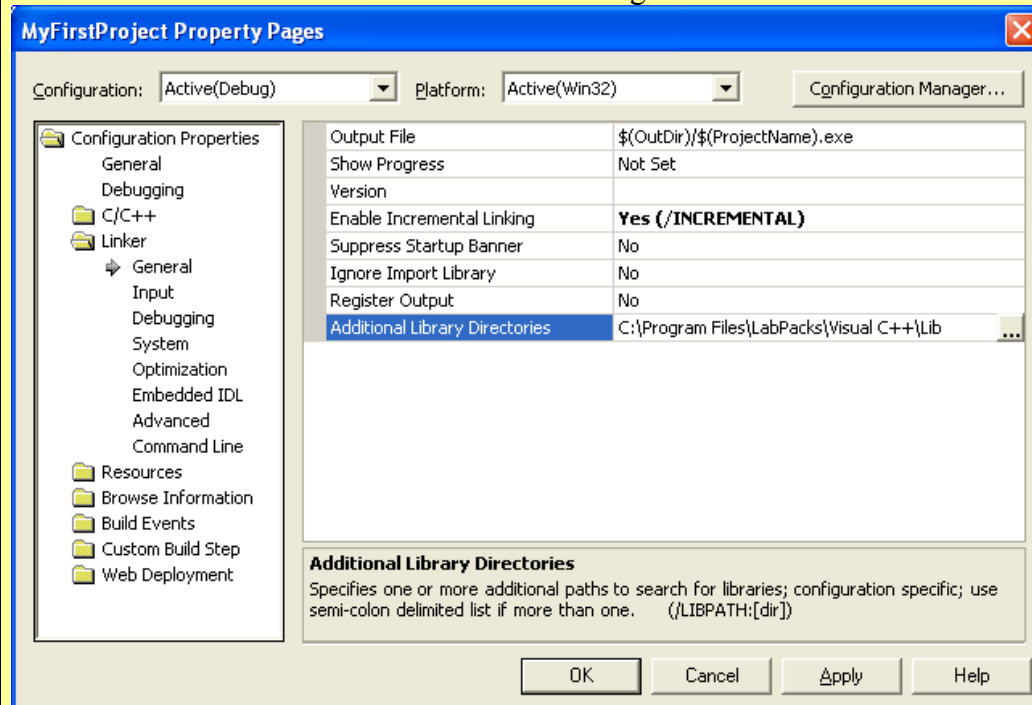 MyFirstProject Property Pages
Configuration: Active(Debug) Platform: Active(Win32) Configuration Manager...
Configuration Properties
General
Debugging
C/C++
Linker
General
Input
Debugging
System
Optimization
Embedded IDL
Advanced
Command Line
Resources
Browse Information
Build Events
Custom Build Step
Web Deployment
Output File $(OutDir)/$(ProjectName).exe
Show Progress Not Set
Version
Enable Incremental Linking Yes (/INCREMENTAL)
Suppress Startup Banner No
Ignore Import Library No
Register Output No
Additional Library Directories C:\Program Files\LabPacks\Visual C++\Lib ...
Additional Library Directories
Specifies one or more additional paths to search for libraries; configuration specific; use
semi-colon delimited list if more than one. (/LIBPATH:[dir])
OK Cancel Apply Help